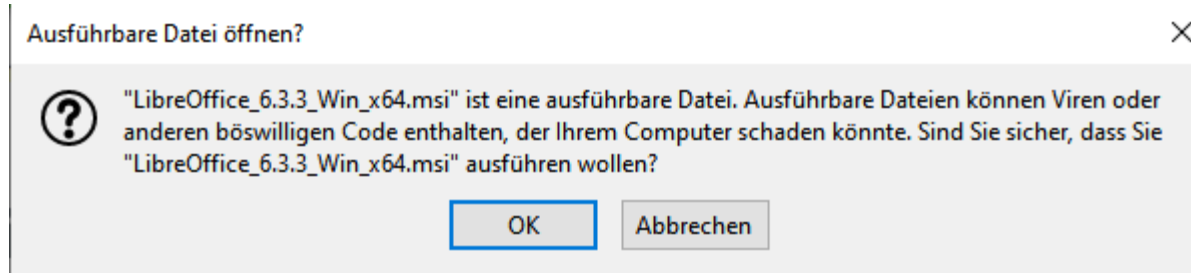 Ausführbare Datei öffnen?
"LibreOffice_6.3.3_Win_x64.msi" ist eine ausführbare Datei. Ausführbare Dateien können Viren oder
anderen böswilligen Code enthalten, der Ihrem Computer schaden könnte. Sind Sie sicher, dass Sie
"LibreOffice_6.3.3_Win_x64.msi" ausführen wollen?
OK
Abbrechen